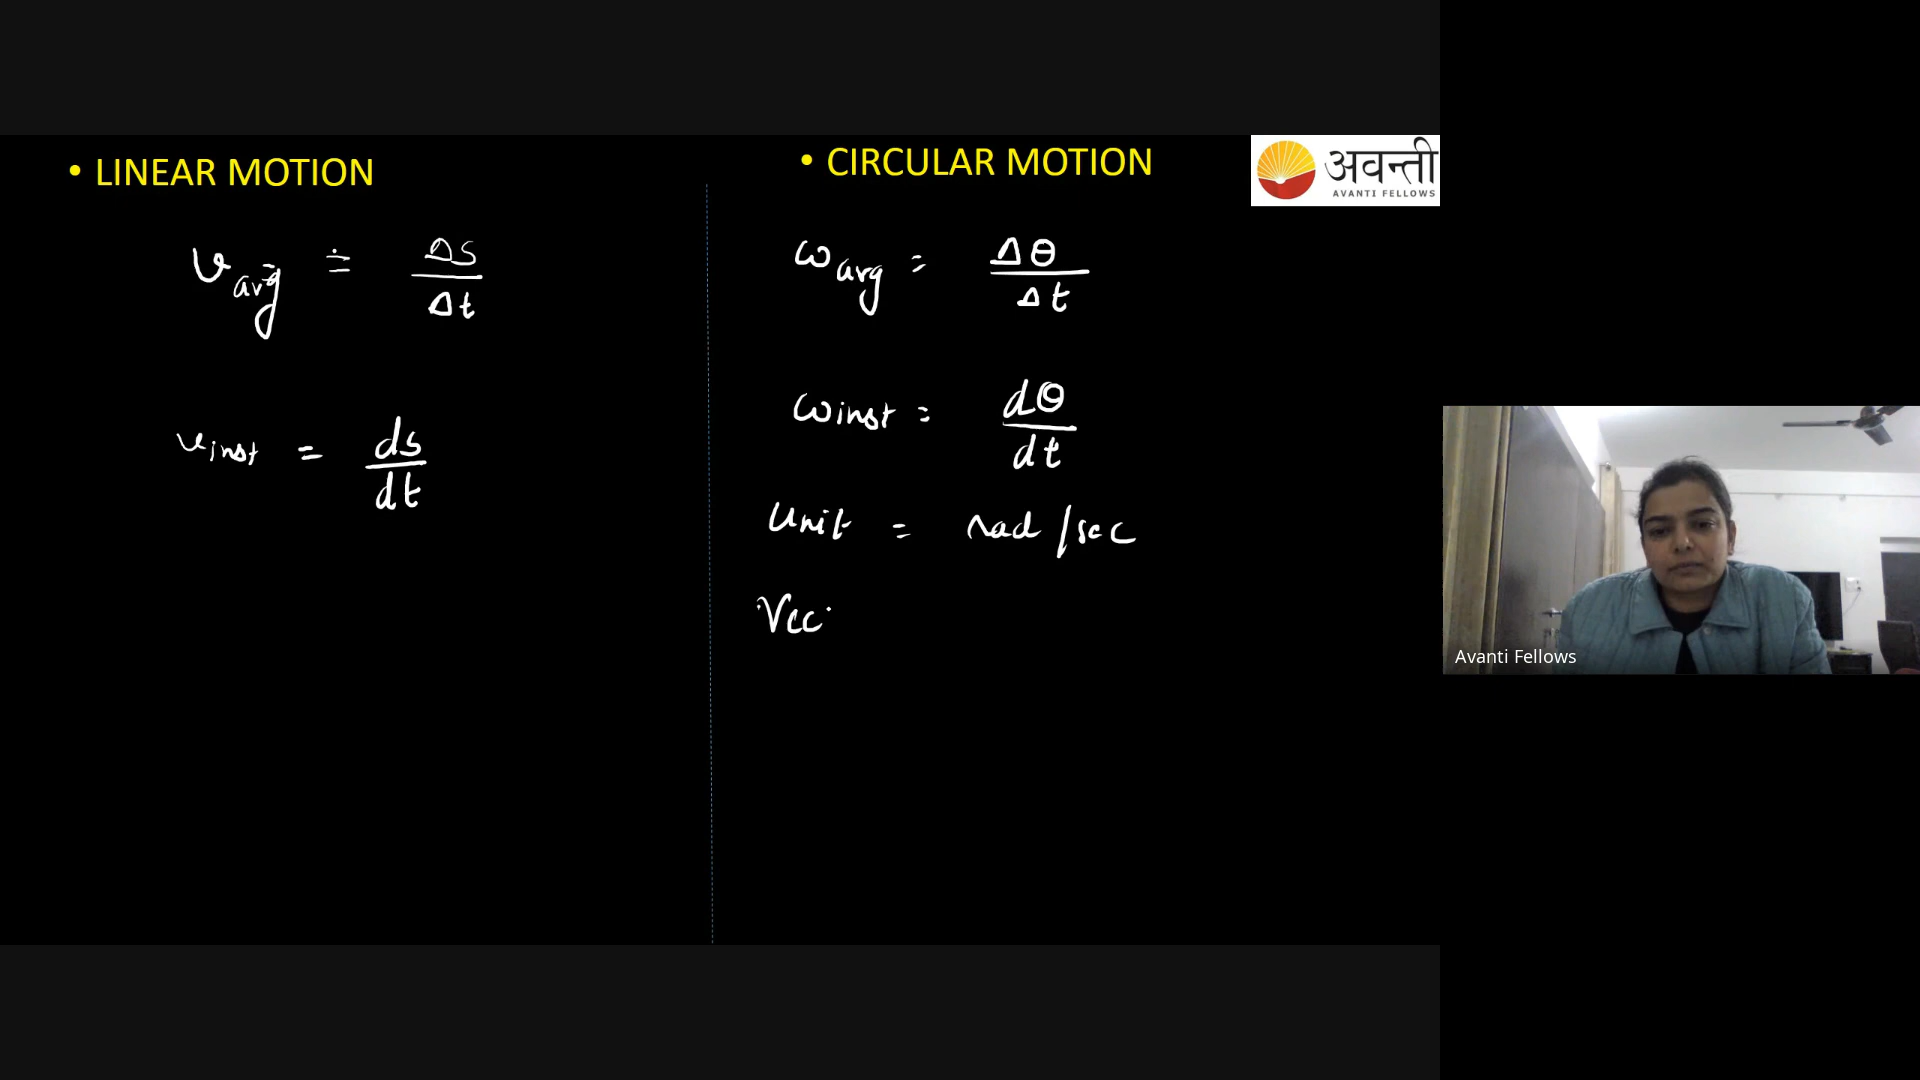 • LINEAR MOTION
v avg = Δs / Δt
v inst = ds / dt
• CIRCULAR MOTION
ω avg = Δθ / Δt
ω inst = dθ / dt
Unit = rad / sec
Vec
अवन्ती
AVANTI FELLOWS
Avanti Fellows